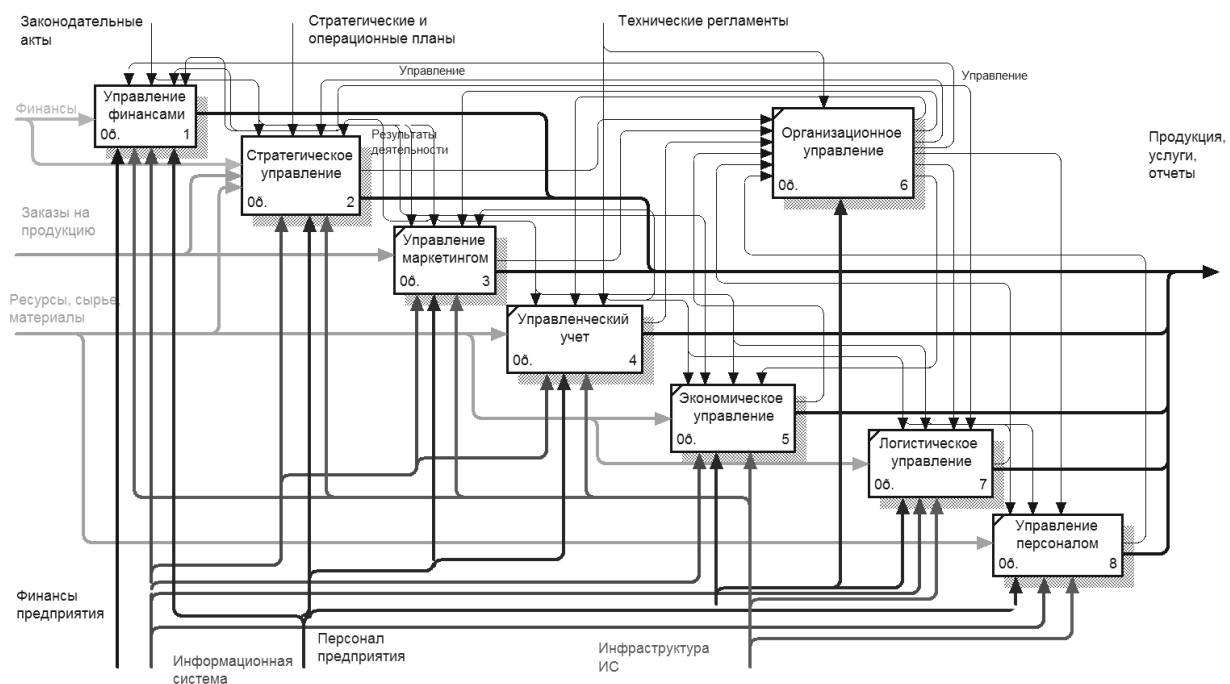 Законодательные
акты
Стратегические и
операционные планы
Технические регламенты
Управление
Управление
Финансы
Управление
финансами
0б.
1
Результаты
деятельности
Стратегическое
управление
0б.
2
Организационное
управление
0б.
6
Продукция,
услуги,
отчеты
Заказы на
продукцию
Управление
маркетингом
0б.
3
Ресурсы, сырье,
материалы
Управленческий
учет
0б.
4
Экономическое
управление
0б.
5
Логистическое
управление
0б.
7
Управление
персоналом
0б.
8
Финансы
предприятия
Информационная
система
Персонал
предприятия
Инфраструктура
ИС